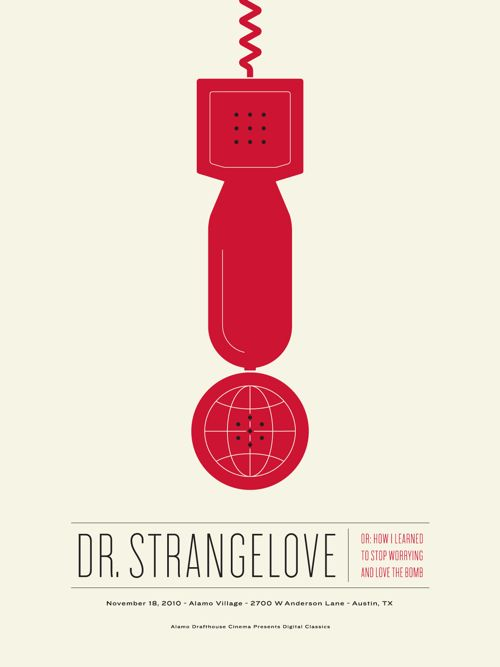 DR. STRANGELOVE
OR: HOW I LEARNED
TO STOP WORRYING
AND LOVE THE BOMB
November 18, 2010 - Alamo Village - 2700 W Anderson Lane - Austin, TX
Alamo Drafthouse Cinema Presents Digital Classics